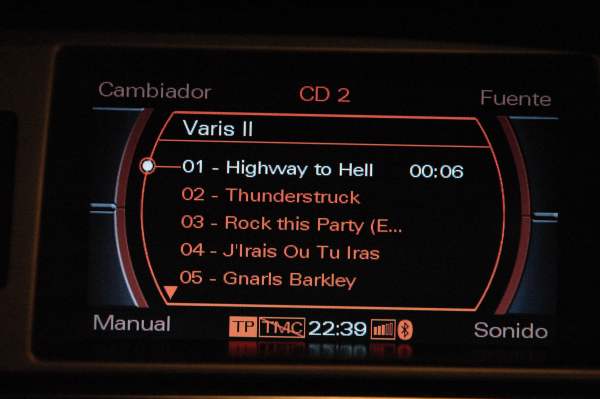 Cambiador CD 2 Fuente
Varis II
01 - Highway to Hell 00:06
02 - Thunderstruck
03 - Rock this Party (E...
04 - J'Irais Ou Tu Iras
05 - Gnarls Barkley
Manual TP TMC 22:39 Sonido